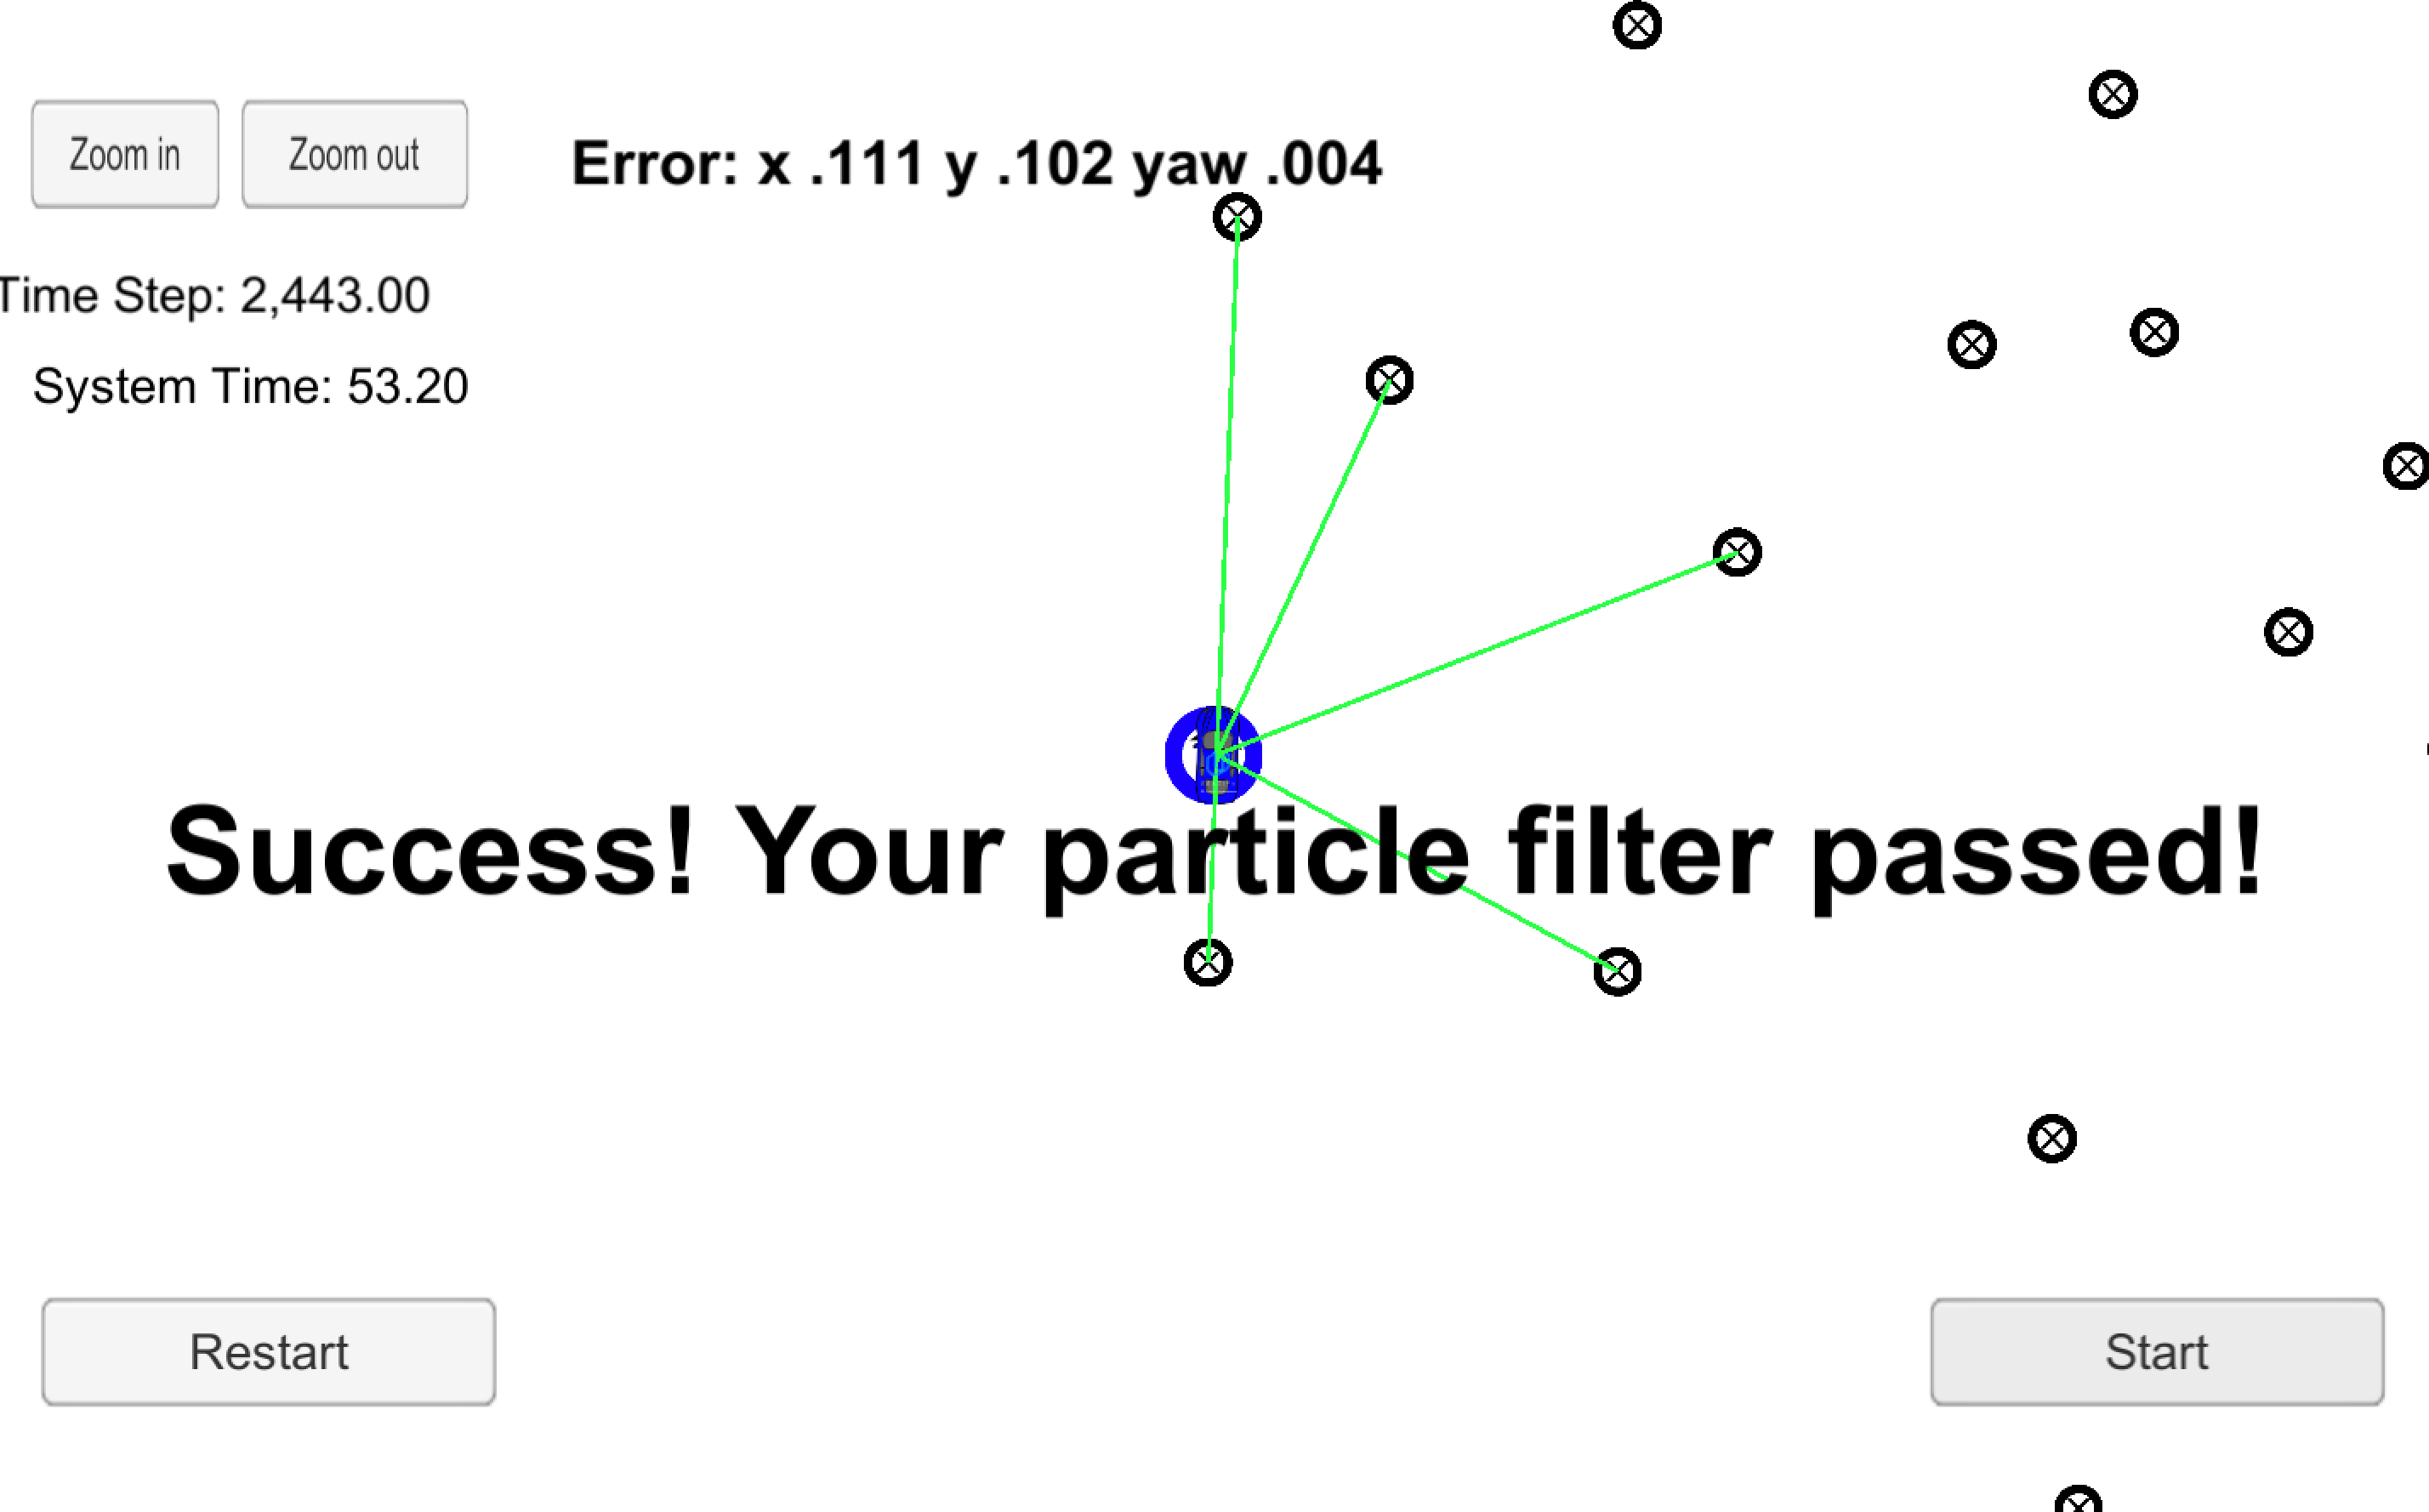 Zoom in
Zoom out
Error: x .111 y .102 yaw .004
Time Step: 2,443.00
System Time: 53.20
Success! Your particle filter passed!
Restart
Start